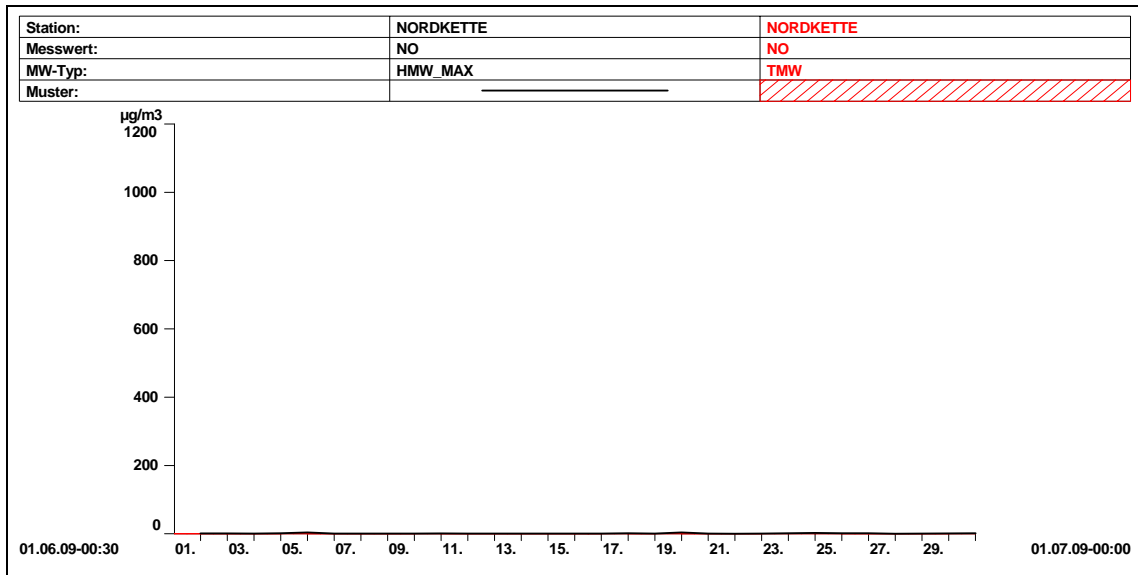 Station: NORDKETTE NORDKETTE
Messwert: NO NO
MW-Typ: HMW_MAX TMW
Muster:
µg/m3
1200
1000
800
600
400
200
0
01.06.09-00:30 01. 03. 05. 07. 09. 11. 13. 15. 17. 19. 21. 23. 25. 27. 29. 01.07.09-00:00